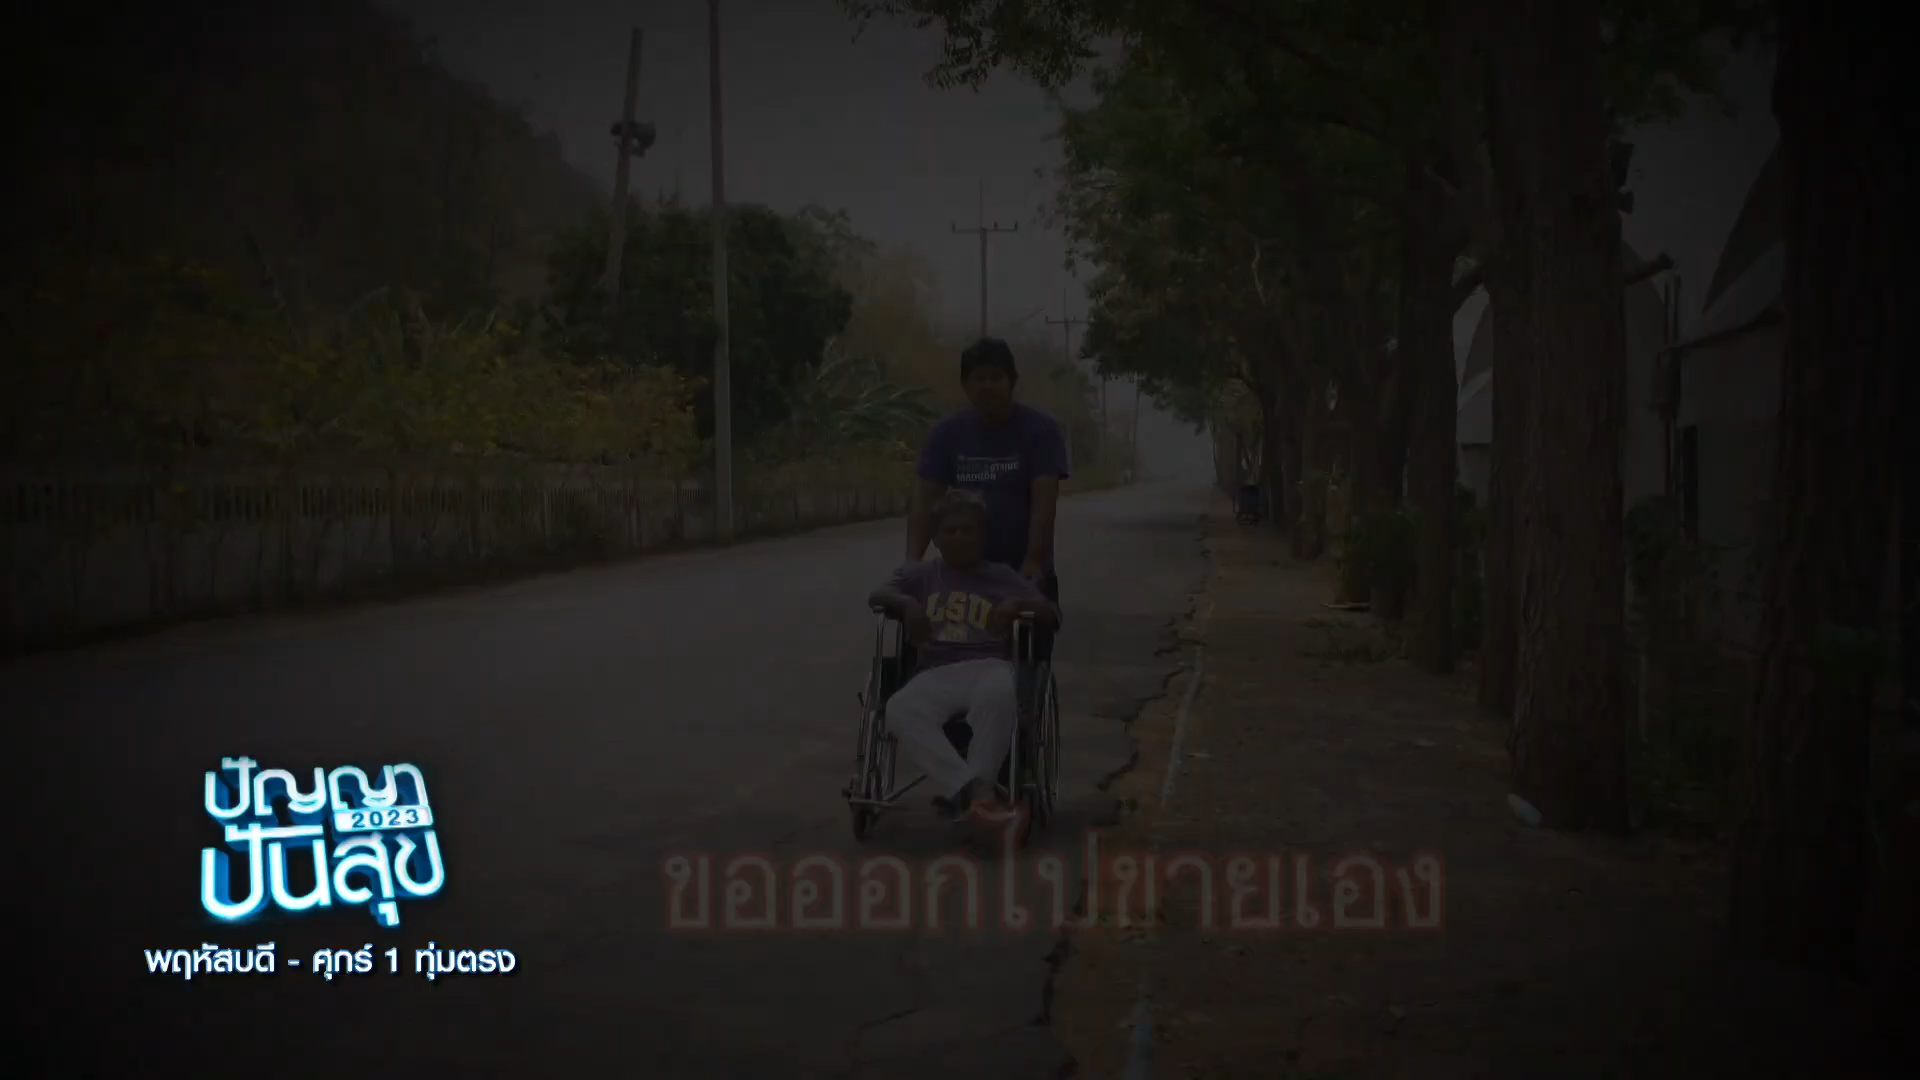 LSU
ปัญญา
2023
ปันสุข
ขอออกไปขายเอง
พฤหัสบดี - ศุกร์ 1 ทุ่มตรง